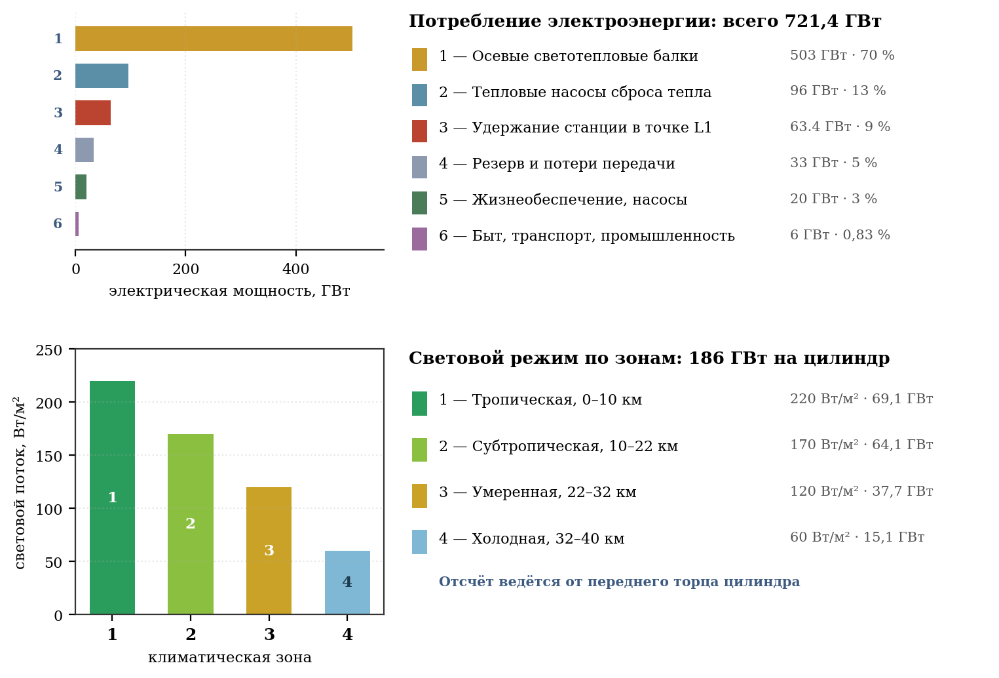 1
2
3
4
5
6
0
200
400
электрическая мощность, ГВт
Потребление электроэнергии: всего 721,4 ГВт
1 — Осевые светотепловые балки 503 ГВт · 70 %
2 — Тепловые насосы сброса тепла 96 ГВт · 13 %
3 — Удержание станции в точке L1 63.4 ГВт · 9 %
4 — Резерв и потери передачи 33 ГВт · 5 %
5 — Жизнеобеспечение, насосы 20 ГВт · 3 %
6 — Быт, транспорт, промышленность 6 ГВт · 0,83 %
световой поток, Вт/м²
250
200
150
100
50
0
1
2
3
4
1
2
3
4
климатическая зона
Световой режим по зонам: 186 ГВт на цилиндр
1 — Тропическая, 0–10 км 220 Вт/м² · 69,1 ГВт
2 — Субтропическая, 10–22 км 170 Вт/м² · 64,1 ГВт
3 — Умеренная, 22–32 км 120 Вт/м² · 37,7 ГВт
4 — Холодная, 32–40 км 60 Вт/м² · 15,1 ГВт
Отсчёт ведётся от переднего торца цилиндра